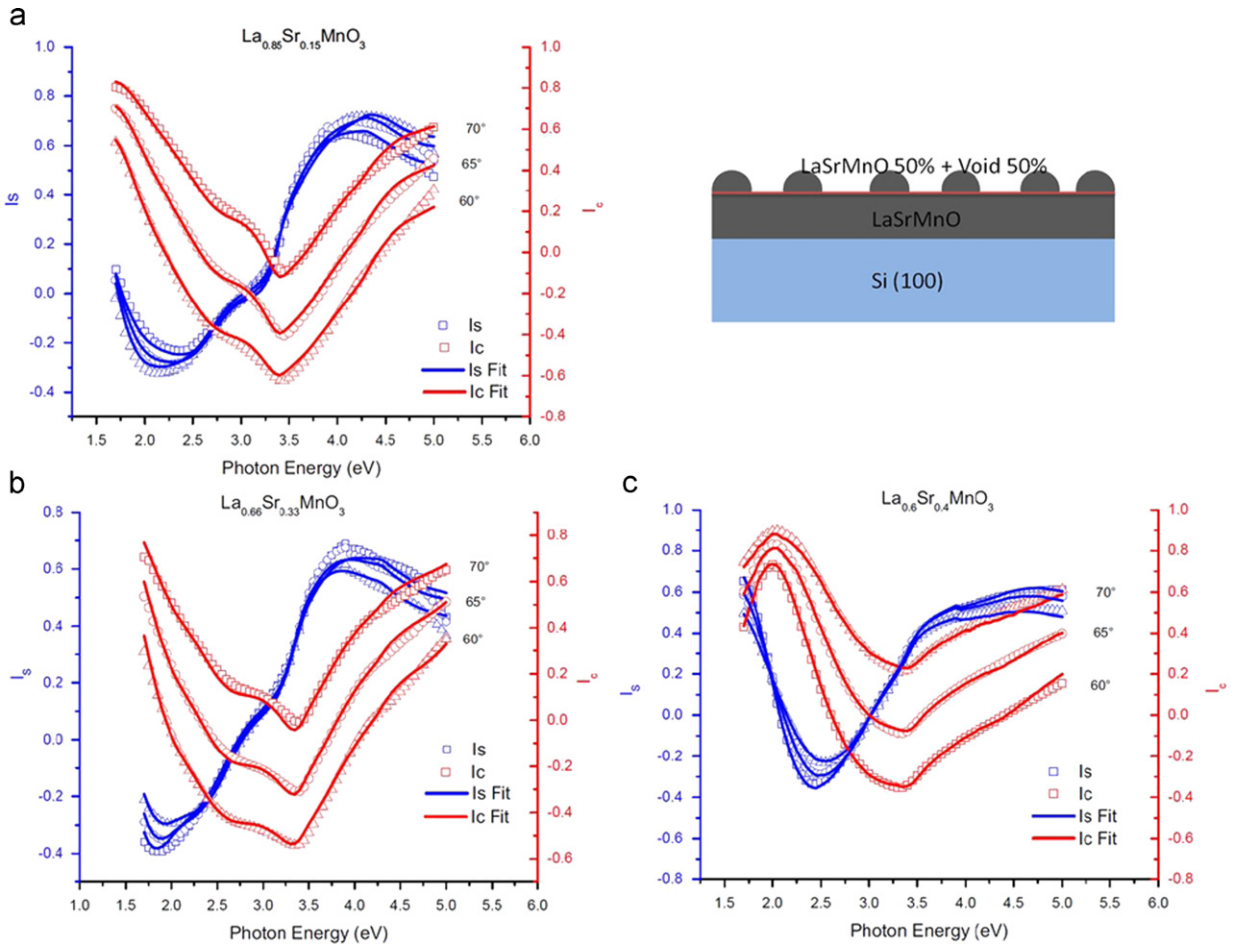 a
La0.85Sr0.15MnO3
1.0
0.8
0.6
0.4
0.2
0.0
-0.2
-0.4
Is
1.0
0.8
0.6
0.4
0.2
0.0
-0.2
-0.4
-0.6
-0.8
Ic
70°
65°
60°
Is
Ic
Is Fit
Ic Fit
1.5 2.0 2.5 3.0 3.5 4.0 4.5 5.0 5.5 6.0
Photon Energy (eV)
LaSrMnO 50% + Void 50%
LaSrMnO
Si (100)
b
La0.66Sr0.33MnO3
0.8
0.6
0.4
0.2
0.0
-0.2
-0.4
Is
0.8
0.6
0.4
0.2
0.0
-0.2
-0.4
-0.6
Ic
70°
65°
60°
Is
Ic
Is Fit
Ic Fit
1.0 1.5 2.0 2.5 3.0 3.5 4.0 4.5 5.0 5.5 6.0
Photon Energy (eV)
c
La0.6Sr0.4MnO3
1.0
0.8
0.6
0.4
0.2
0.0
-0.2
-0.4
-0.6
-0.8
Is
1.0
0.8
0.6
0.4
0.2
0.0
-0.2
-0.4
-0.6
-0.8
Ic
70°
65°
60°
Is
Ic
Is Fit
Ic Fit
1.5 2.0 2.5 3.0 3.5 4.0 4.5 5.0 5.5 6.0
Photon Energy (eV)